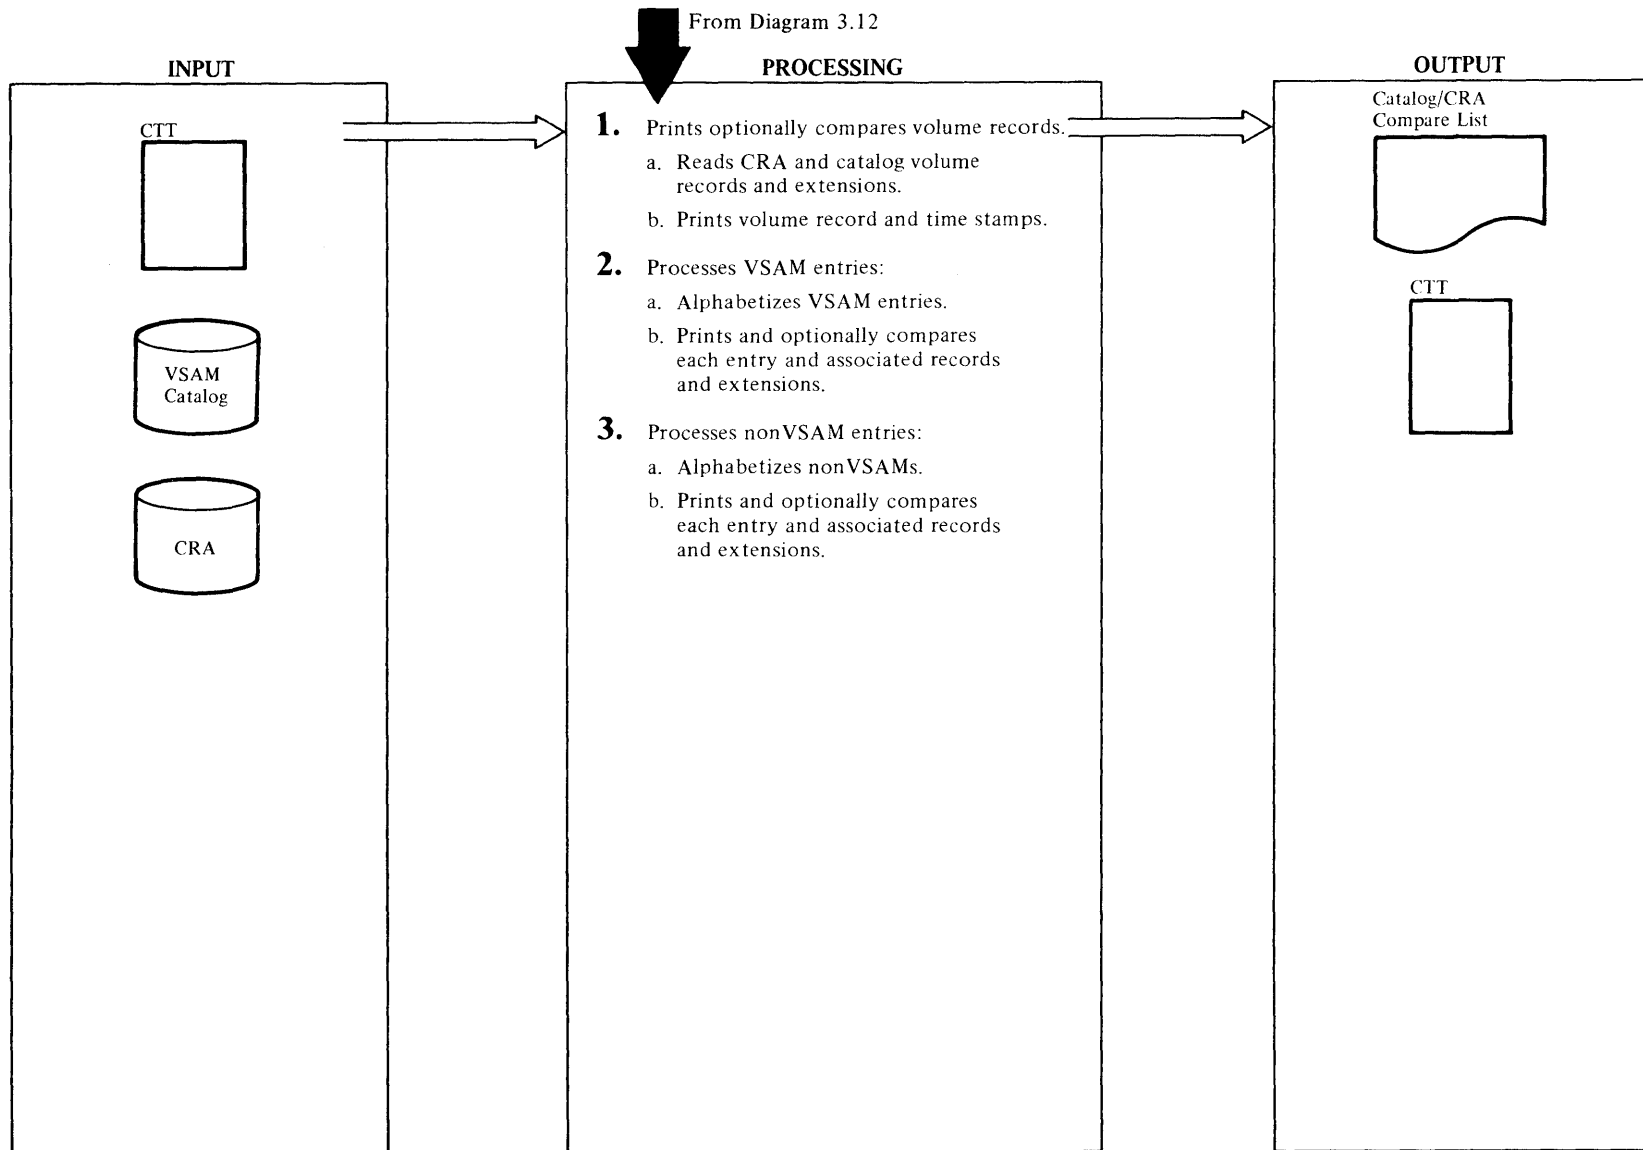 From Diagram 3.12
INPUT
PROCESSING
OUTPUT
CTT
VSAM
Catalog
CRA
1. Prints optionally compares volume records.
a. Reads CRA and catalog volume
records and extensions.
b. Prints volume record and time stamps.
2. Processes VSAM entries:
a. Alphabetizes VSAM entries.
b. Prints and optionally compares
each entry and associated records
and extensions.
3. Processes nonVSAM entries:
a. Alphabetizes nonVSAMs.
b. Prints and optionally compares
each entry and associated records
and extensions.
Catalog/CRA
Compare List
CTT